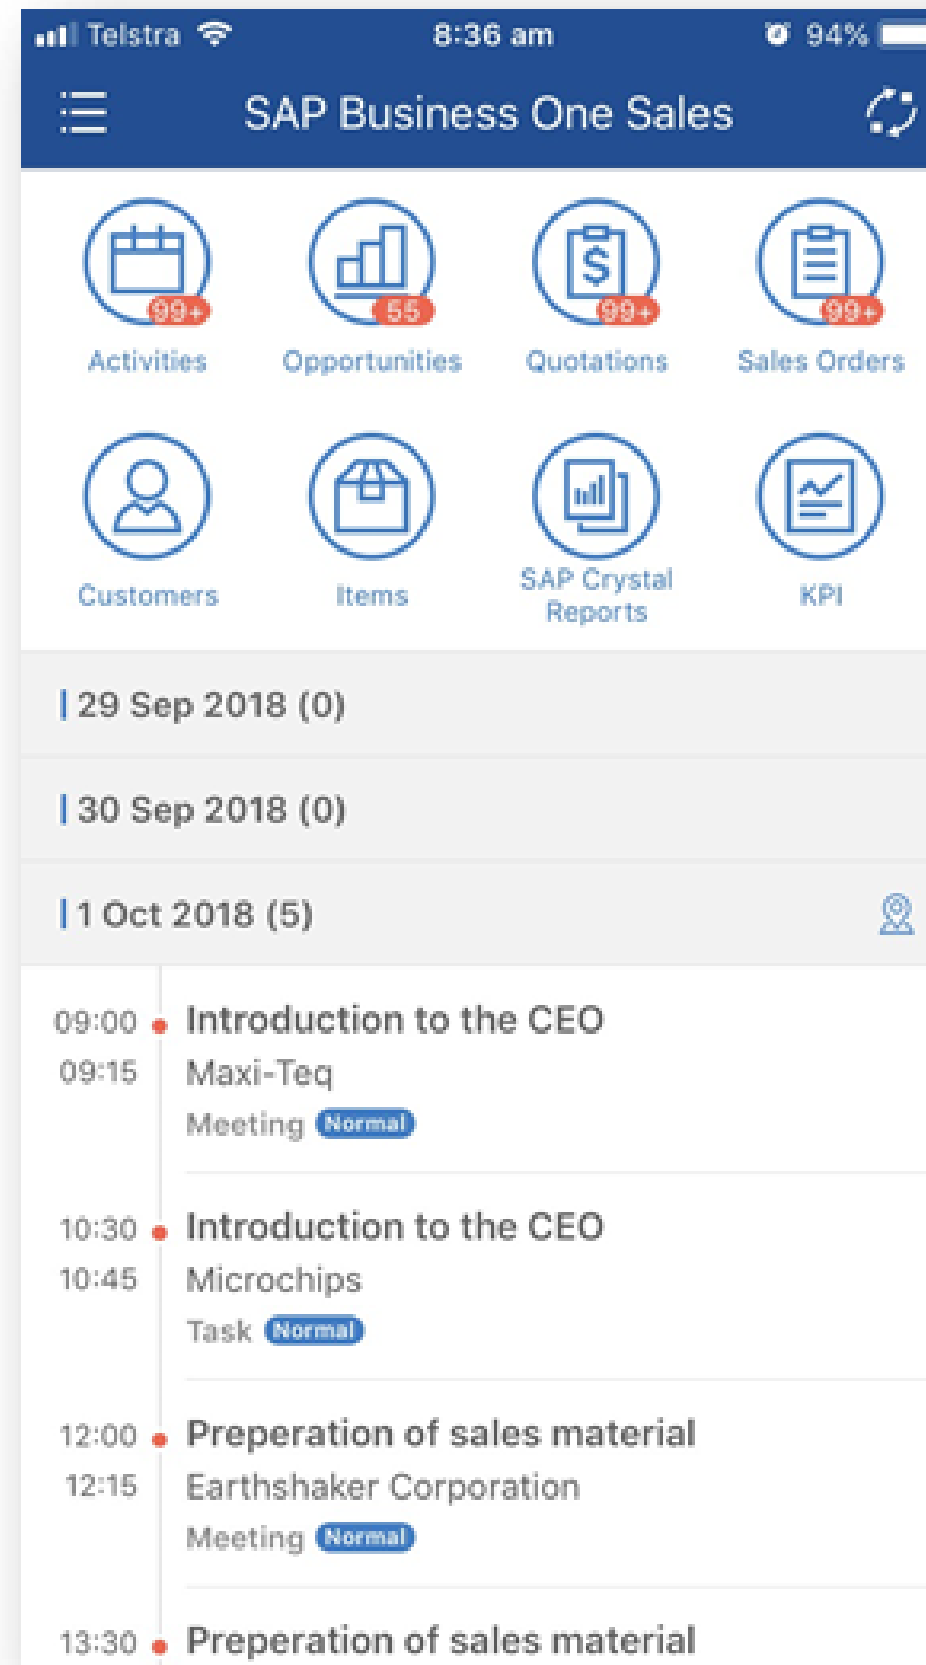 Telstra 8:36 am 94%
SAP Business One Sales
99+ 55 99+ 99+
Activities Opportunities Quotations Sales Orders
Customers Items SAP Crystal Reports KPI
29 Sep 2018 (0)
30 Sep 2018 (0)
1 Oct 2018 (5)
09:00 Introduction to the CEO
09:15 Maxi-Teq
Meeting Normal
10:30 Introduction to the CEO
10:45 Microchips
Task Normal
12:00 Preperation of sales material
12:15 Earthshaker Corporation
Meeting Normal
13:30 Preperation of sales material